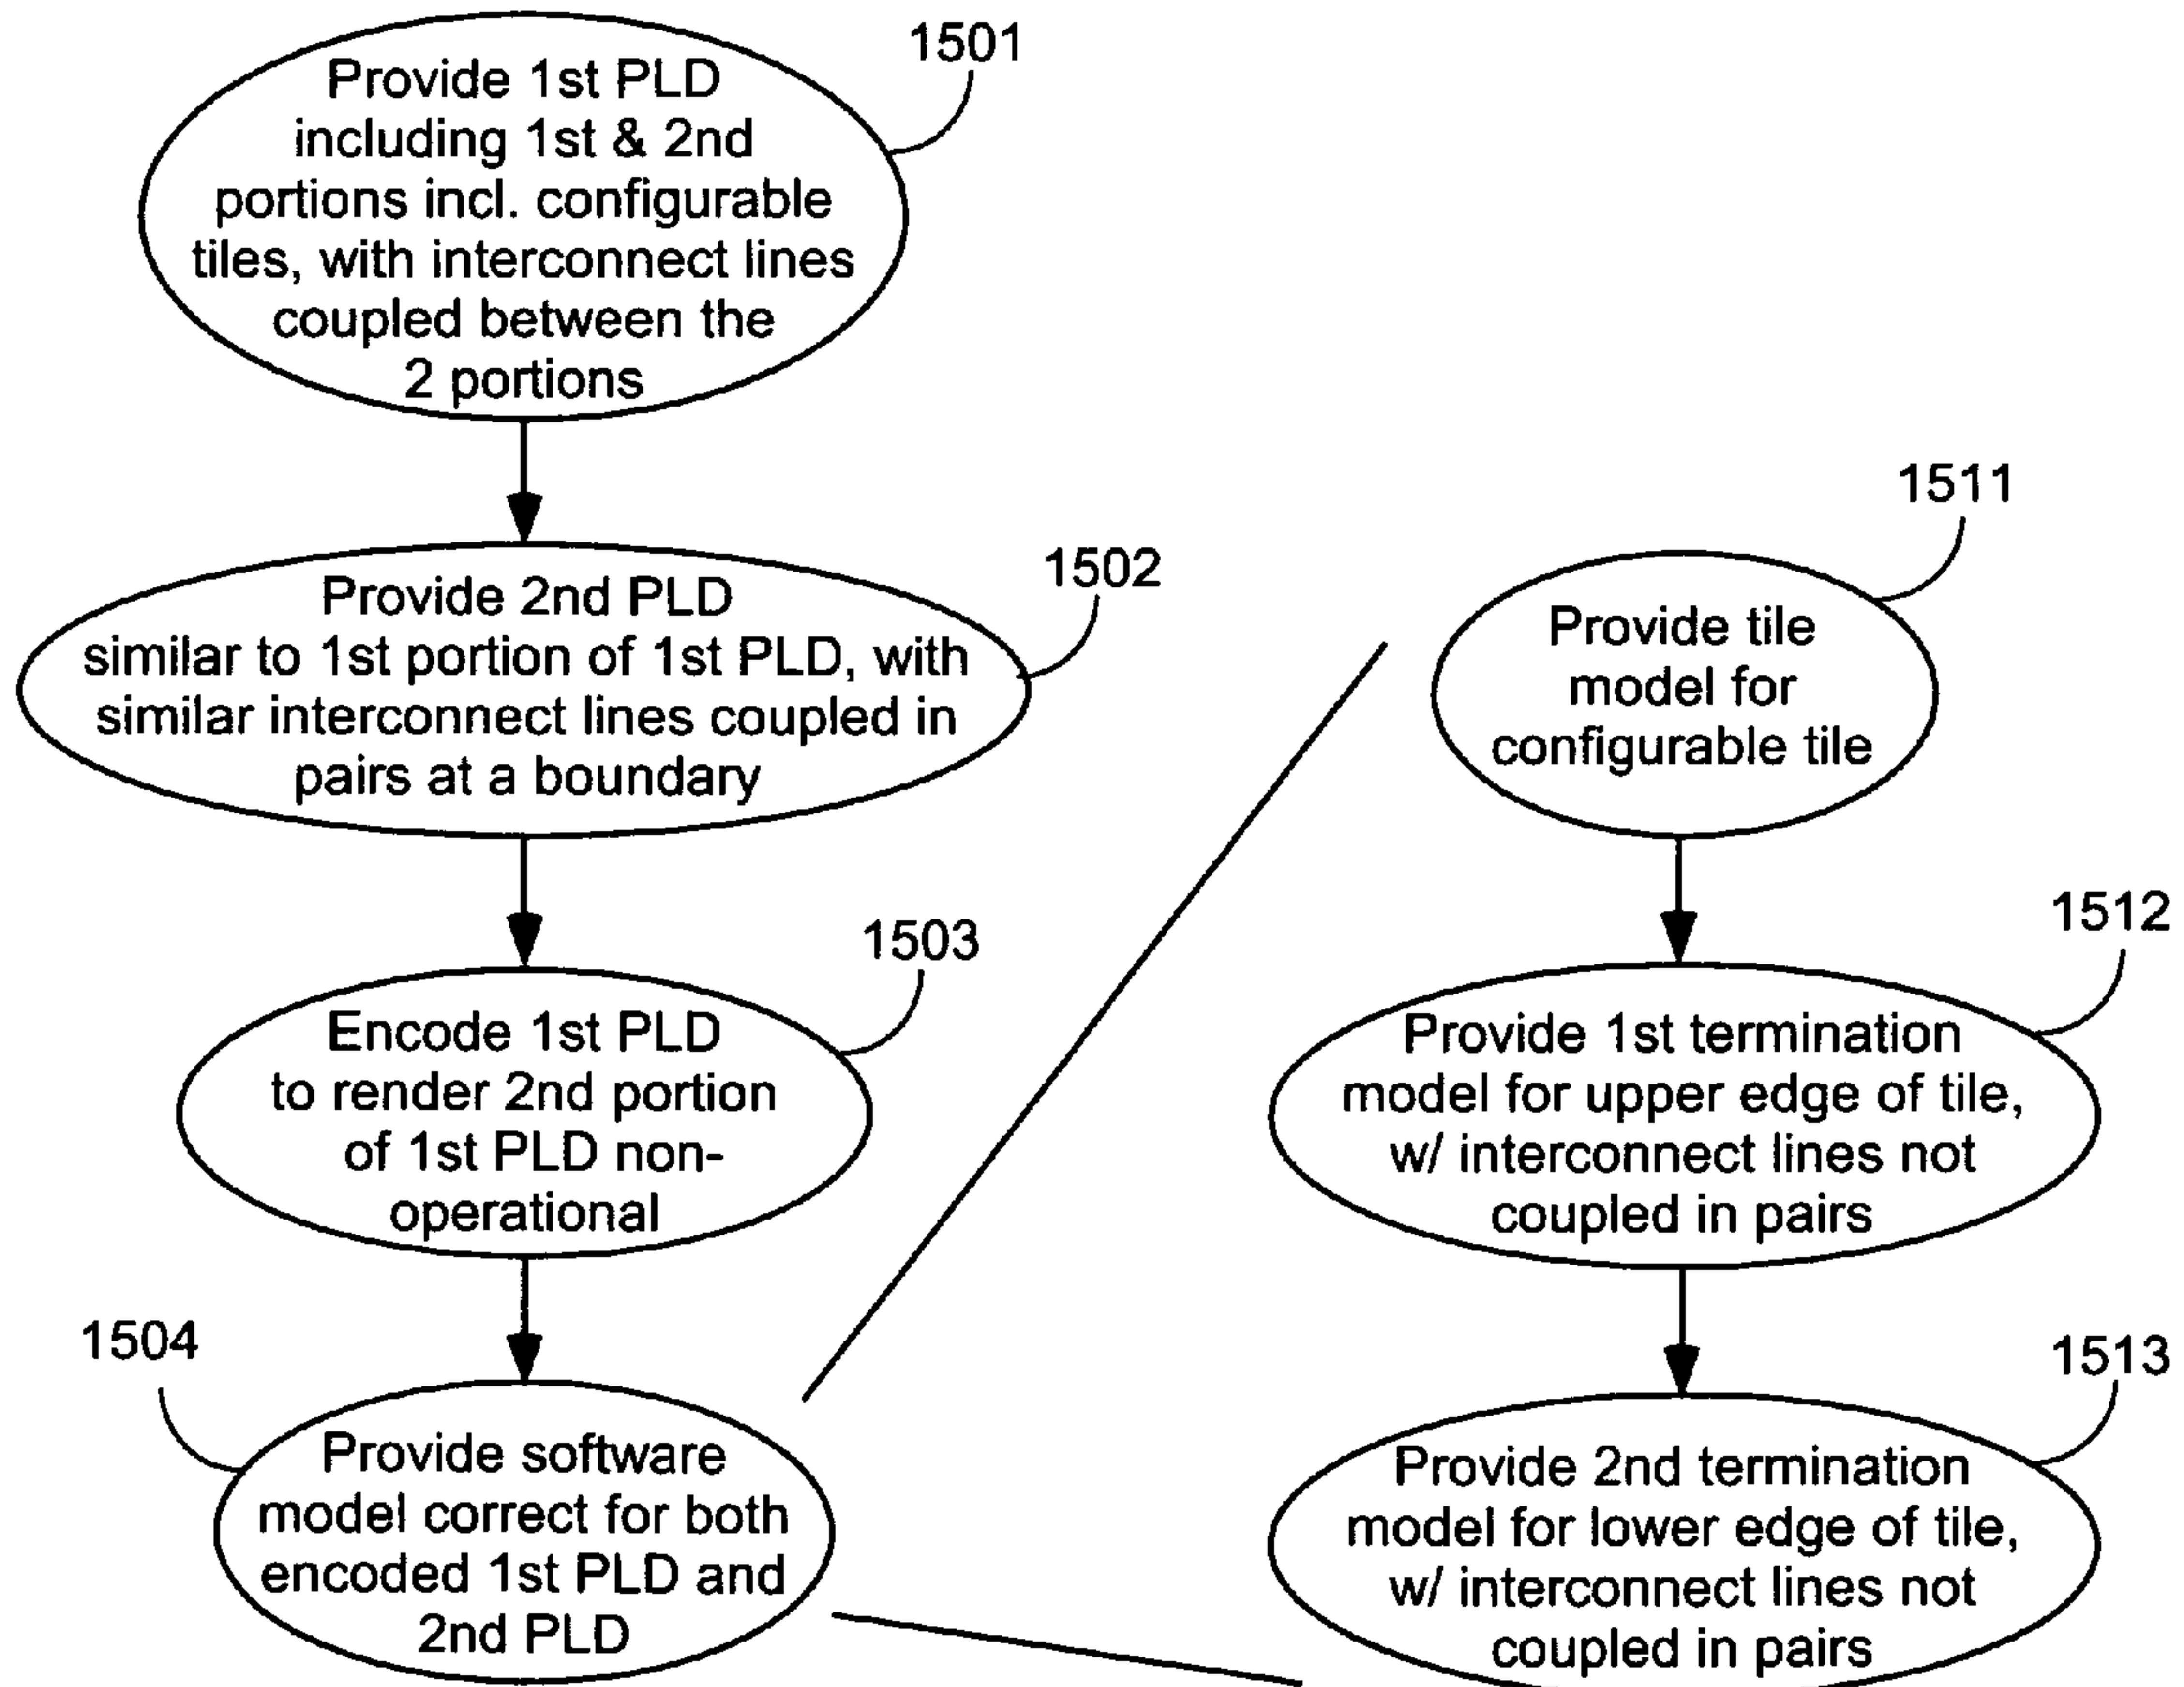 1501
Provide 1st PLD
including 1st & 2nd
portions incl. configurable
tiles, with interconnect lines
coupled between the
2 portions
1502
Provide 2nd PLD
similar to 1st portion of 1st PLD, with
similar interconnect lines coupled in
pairs at a boundary
1503
Encode 1st PLD
to render 2nd portion
of 1st PLD non-
operational
1504
Provide software
model correct for both
encoded 1st PLD and
2nd PLD
1511
Provide tile
model for
configurable tile
1512
Provide 1st termination
model for upper edge of tile,
w/ interconnect lines not
coupled in pairs
1513
Provide 2nd termination
model for lower edge of tile,
w/ interconnect lines not
coupled in pairs